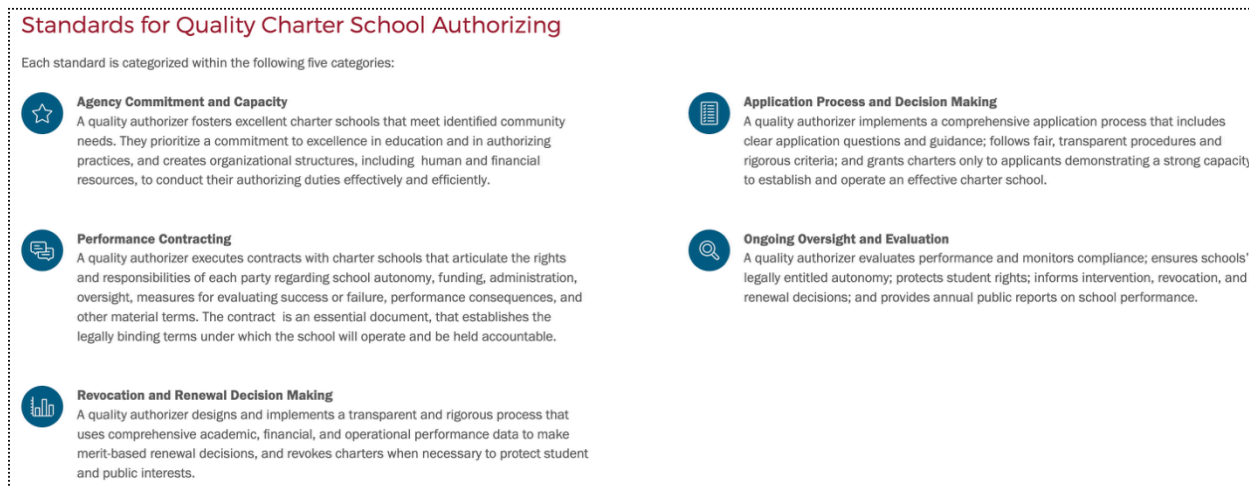 Standards for Quality Charter School Authorizing
Each standard is categorized within the following five categories:
Agency Commitment and Capacity
A quality authorizer fosters excellent charter schools that meet identified community
needs. They prioritize a commitment to excellence in education and in authorizing
practices, and creates organizational structures, including human and financial
resources, to conduct their authorizing duties effectively and efficiently.
Application Process and Decision Making
A quality authorizer implements a comprehensive application process that includes
clear application questions and guidance; follows fair, transparent procedures and
rigorous criteria; and grants charters only to applicants demonstrating a strong capacity
to establish and operate an effective charter school.
Performance Contracting
A quality authorizer executes contracts with charter schools that articulate the rights
and responsibilities of each party regarding school autonomy, funding, administration,
oversight, measures for evaluating success or failure, performance consequences, and
other material terms. The contract is an essential document, that establishes the
legally binding terms under which the school will operate and be held accountable.
Ongoing Oversight and Evaluation
A quality authorizer evaluates performance and monitors compliance; ensures schools'
legally entitled autonomy; protects student rights; informs intervention, revocation, and
renewal decisions; and provides annual public reports on school performance.
Revocation and Renewal Decision Making
A quality authorizer designs and implements a transparent and rigorous process that
uses comprehensive academic, financial, and operational performance data to make
merit-based renewal decisions, and revokes charters when necessary to protect student
and public interests.